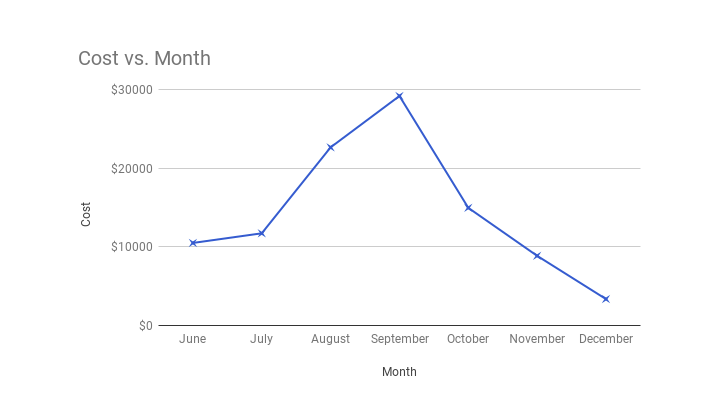 Cost vs. Month
$30000
$20000
$10000
$0
Cost
June July August September October November December
Month